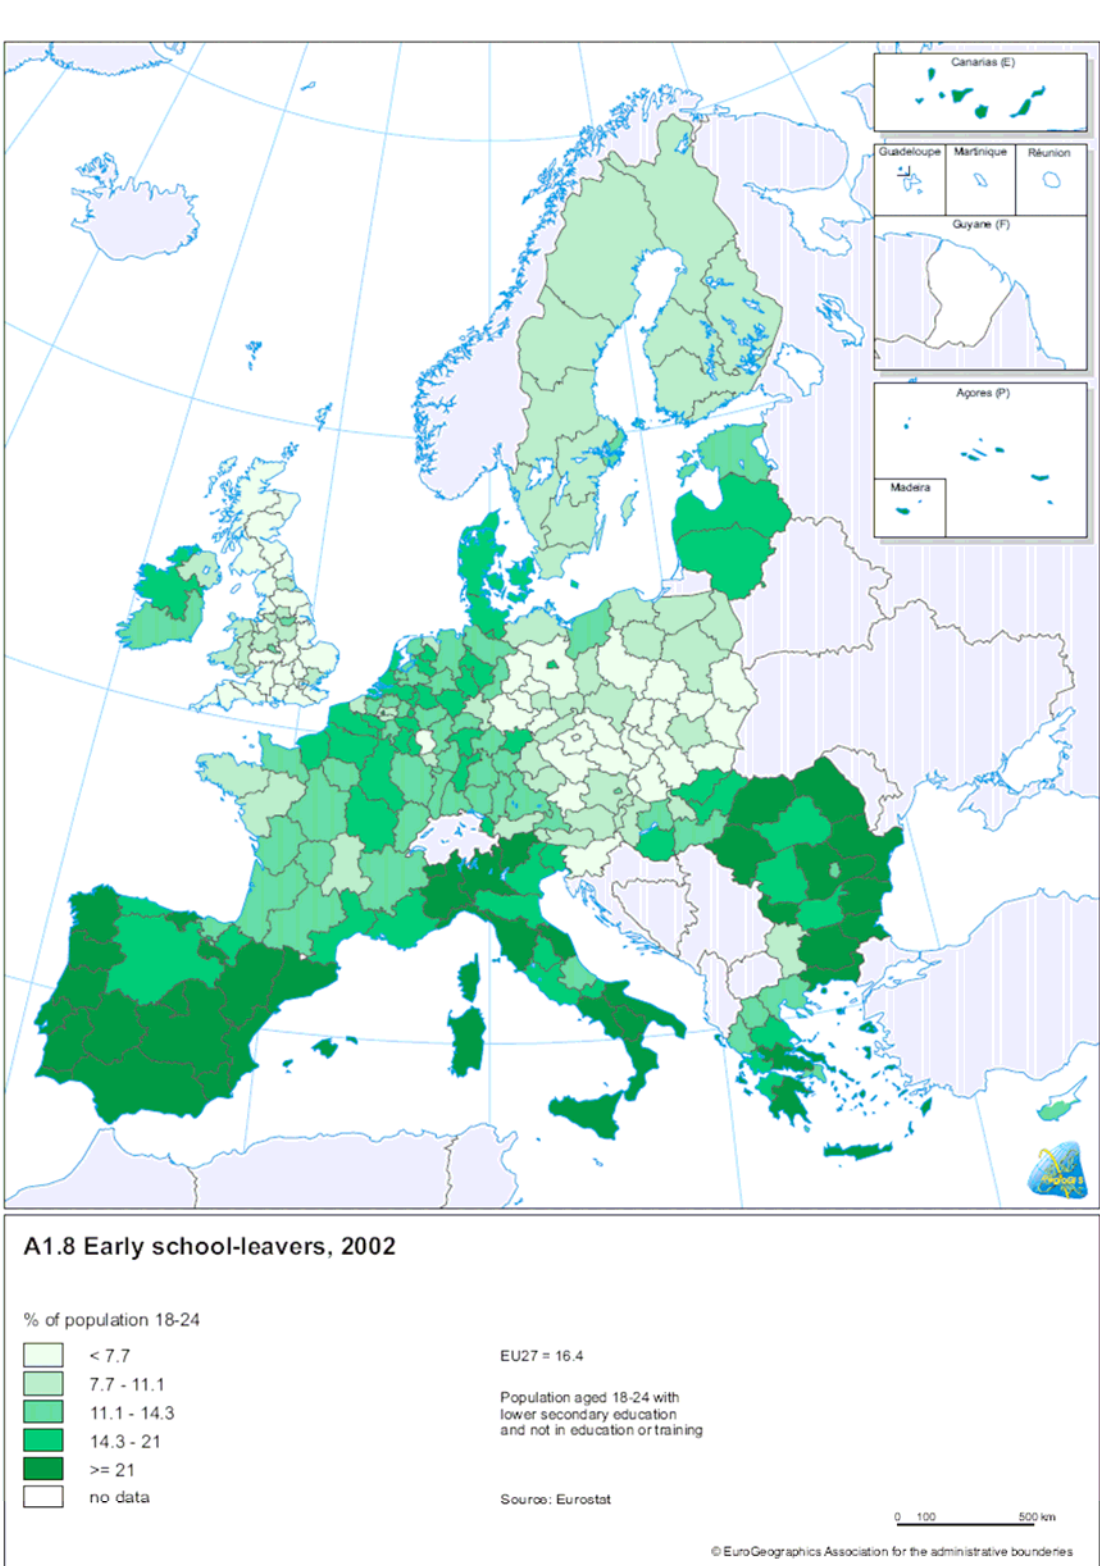 Canarias (E)
Guadeloupe
Martinique
Réunion
Guyane (F)
Açores (P)
Madeira
A1.8 Early school-leavers, 2002
% of population 18-24
< 7.7
7.7 - 11.1
11.1 - 14.3
14.3 - 21
>= 21
no data
EU27 = 16.4
Population aged 18-24 with
lower secondary education
and not in education or training
Source: Eurostat
0 100 500 km
© EuroGeographics Association for the administrative bounderies